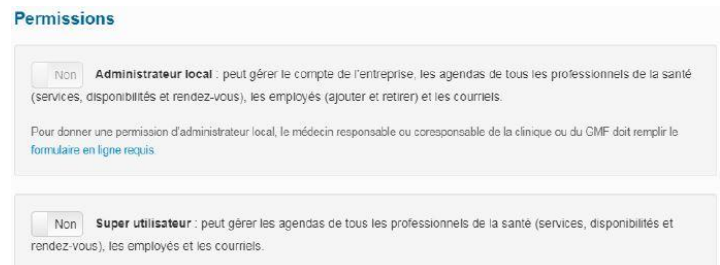 Permissions
Non Administrateur local : peut gérer le compte de l'entreprise, les agendas de tous les professionnels de la santé
(services, disponibilités et rendez-vous), les employés (ajouter et retirer) et les courriels.
Pour donner une permission d'administrateur local, le médecin responsable ou coresponsable de la clinique ou du GMF doit remplir le
formulaire en ligne requis.
Non Super utilisateur : peut gérer les agendas de tous les professionnels de la santé (services, disponibilités et
rendez-vous), les employés et les courriels.